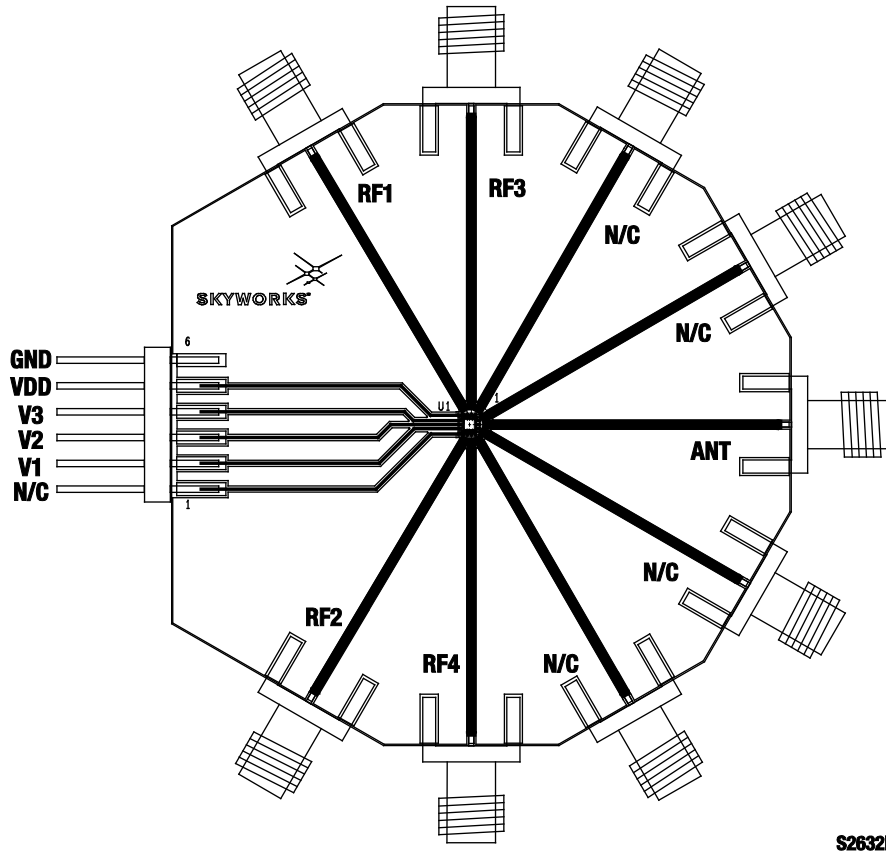 RF1
RF3
N/C
N/C
SKYWORKS
6
GND
VDD
V3
V2
V1
N/C
1
U1
1
ANT
N/C
RF2
RF4
N/C